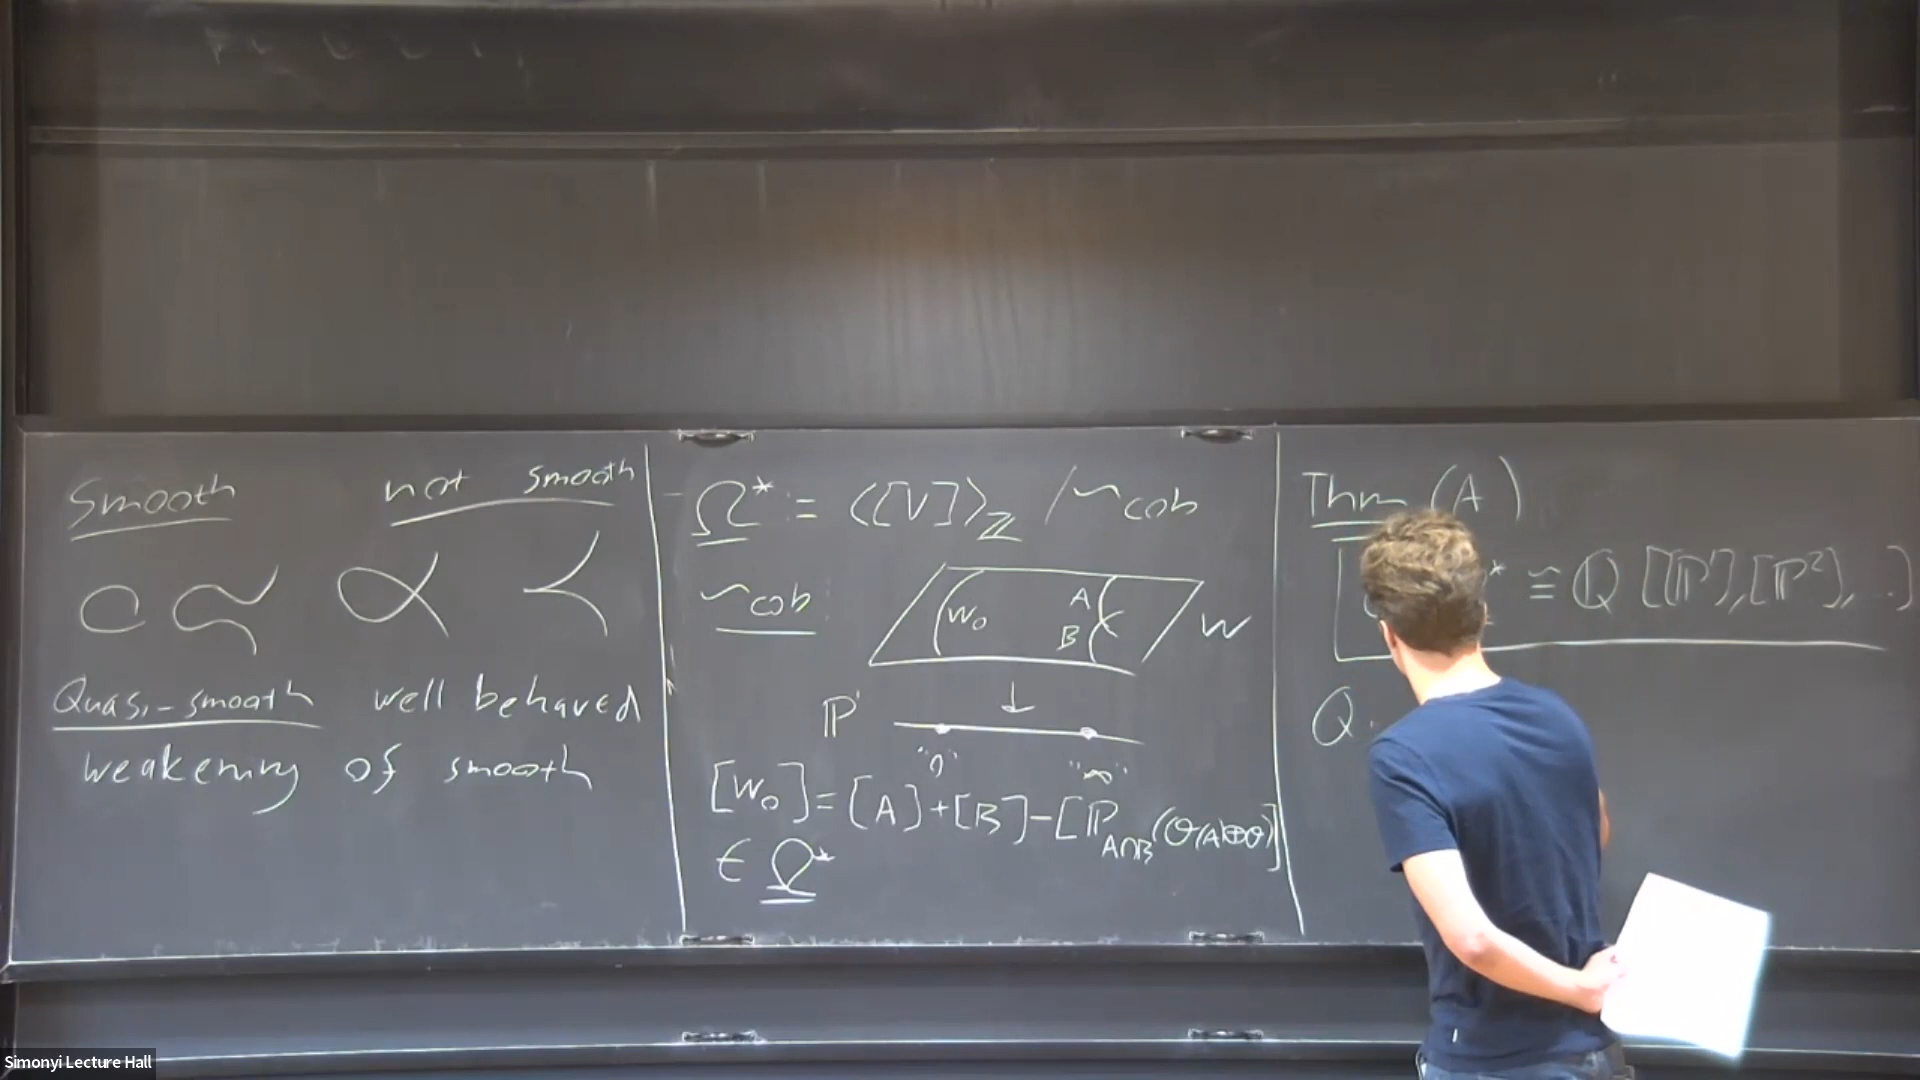 Smooth not smooth
Quasi-smooth well behaved
weakening of smooth
Ω* := <[V]>_ℤ /~cob
~cob
W₀ A B W
ℙ¹
"0" "∞"
[W₀]=[A]+[B]-[ℙ_{A∩B}(O(A)⊕O)]
∈ Ω*
Thm (A)
* ≅ ℚ[[ℙ¹],[ℙ²],...]
Q:
Simonyi Lecture Hall